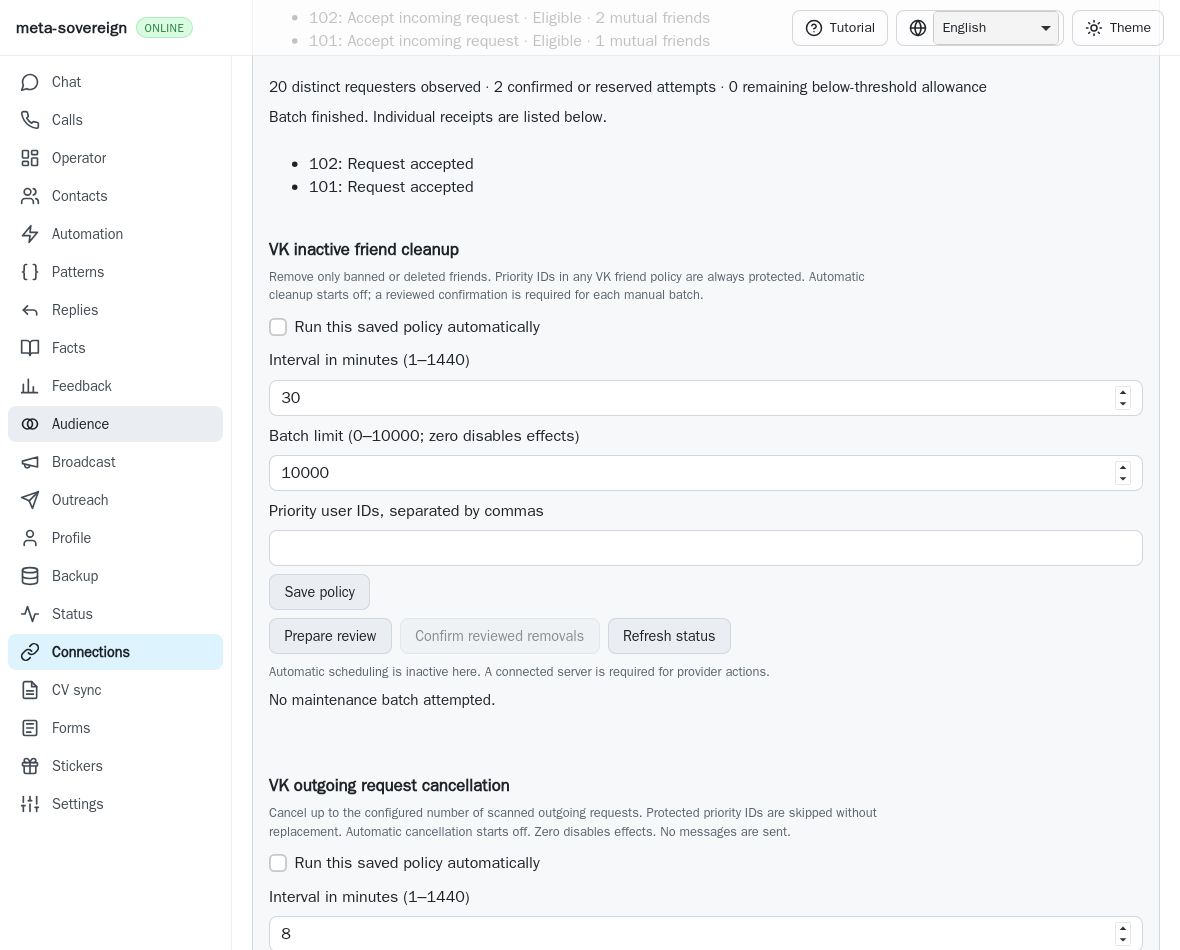 meta-sovereign ONLINE
102: Accept incoming request · Eligible · 2 mutual friends
101: Accept incoming request · Eligible · 1 mutual friends
Tutorial
English
Theme
Chat
Calls
Operator
Contacts
Automation
Patterns
Replies
Facts
Feedback
Audience
Broadcast
Outreach
Profile
Backup
Status
Connections
CV sync
Forms
Stickers
Settings
20 distinct requesters observed · 2 confirmed or reserved attempts · 0 remaining below-threshold allowance
Batch finished. Individual receipts are listed below.
102: Request accepted
101: Request accepted
VK inactive friend cleanup
Remove only banned or deleted friends. Priority IDs in any VK friend policy are always protected. Automatic
cleanup starts off; a reviewed confirmation is required for each manual batch.
Run this saved policy automatically
Interval in minutes (1–1440)
30
Batch limit (0–10000; zero disables effects)
10000
Priority user IDs, separated by commas
Save policy
Prepare review
Confirm reviewed removals
Refresh status
Automatic scheduling is inactive here. A connected server is required for provider actions.
No maintenance batch attempted.
VK outgoing request cancellation
Cancel up to the configured number of scanned outgoing requests. Protected priority IDs are skipped without
replacement. Automatic cancellation starts off. Zero disables effects. No messages are sent.
Run this saved policy automatically
Interval in minutes (1–1440)
8